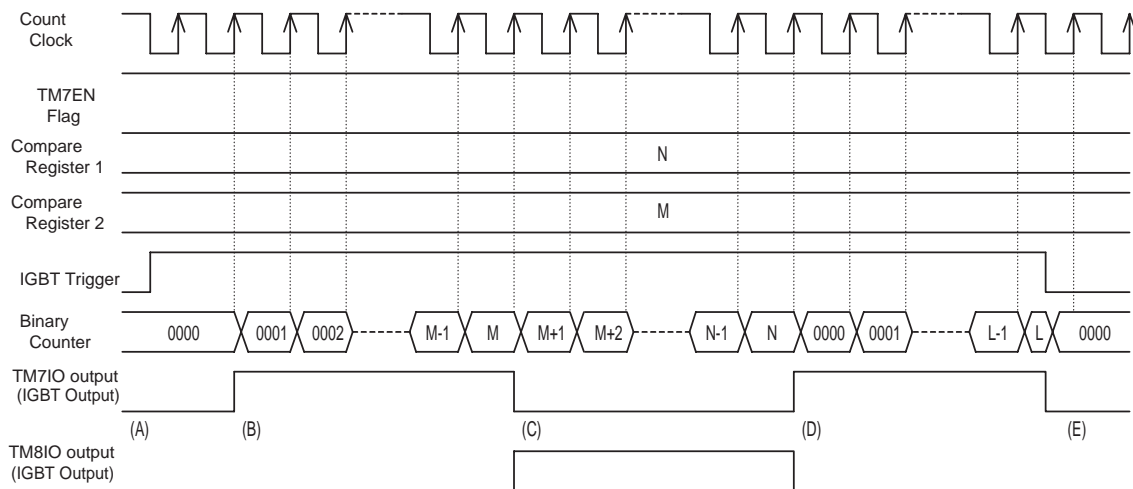 Count
Clock
TM7EN
Flag
Compare
Register 1
N
Compare
Register 2
M
IGBT Trigger
Binary
Counter
0000 0001 0002 M-1 M M+1 M+2 N-1 N 0000 0001 L-1 L 0000
TM7IO output
(IGBT Output)
(A) (B) (C) (D) (E)
TM8IO output
(IGBT Output)